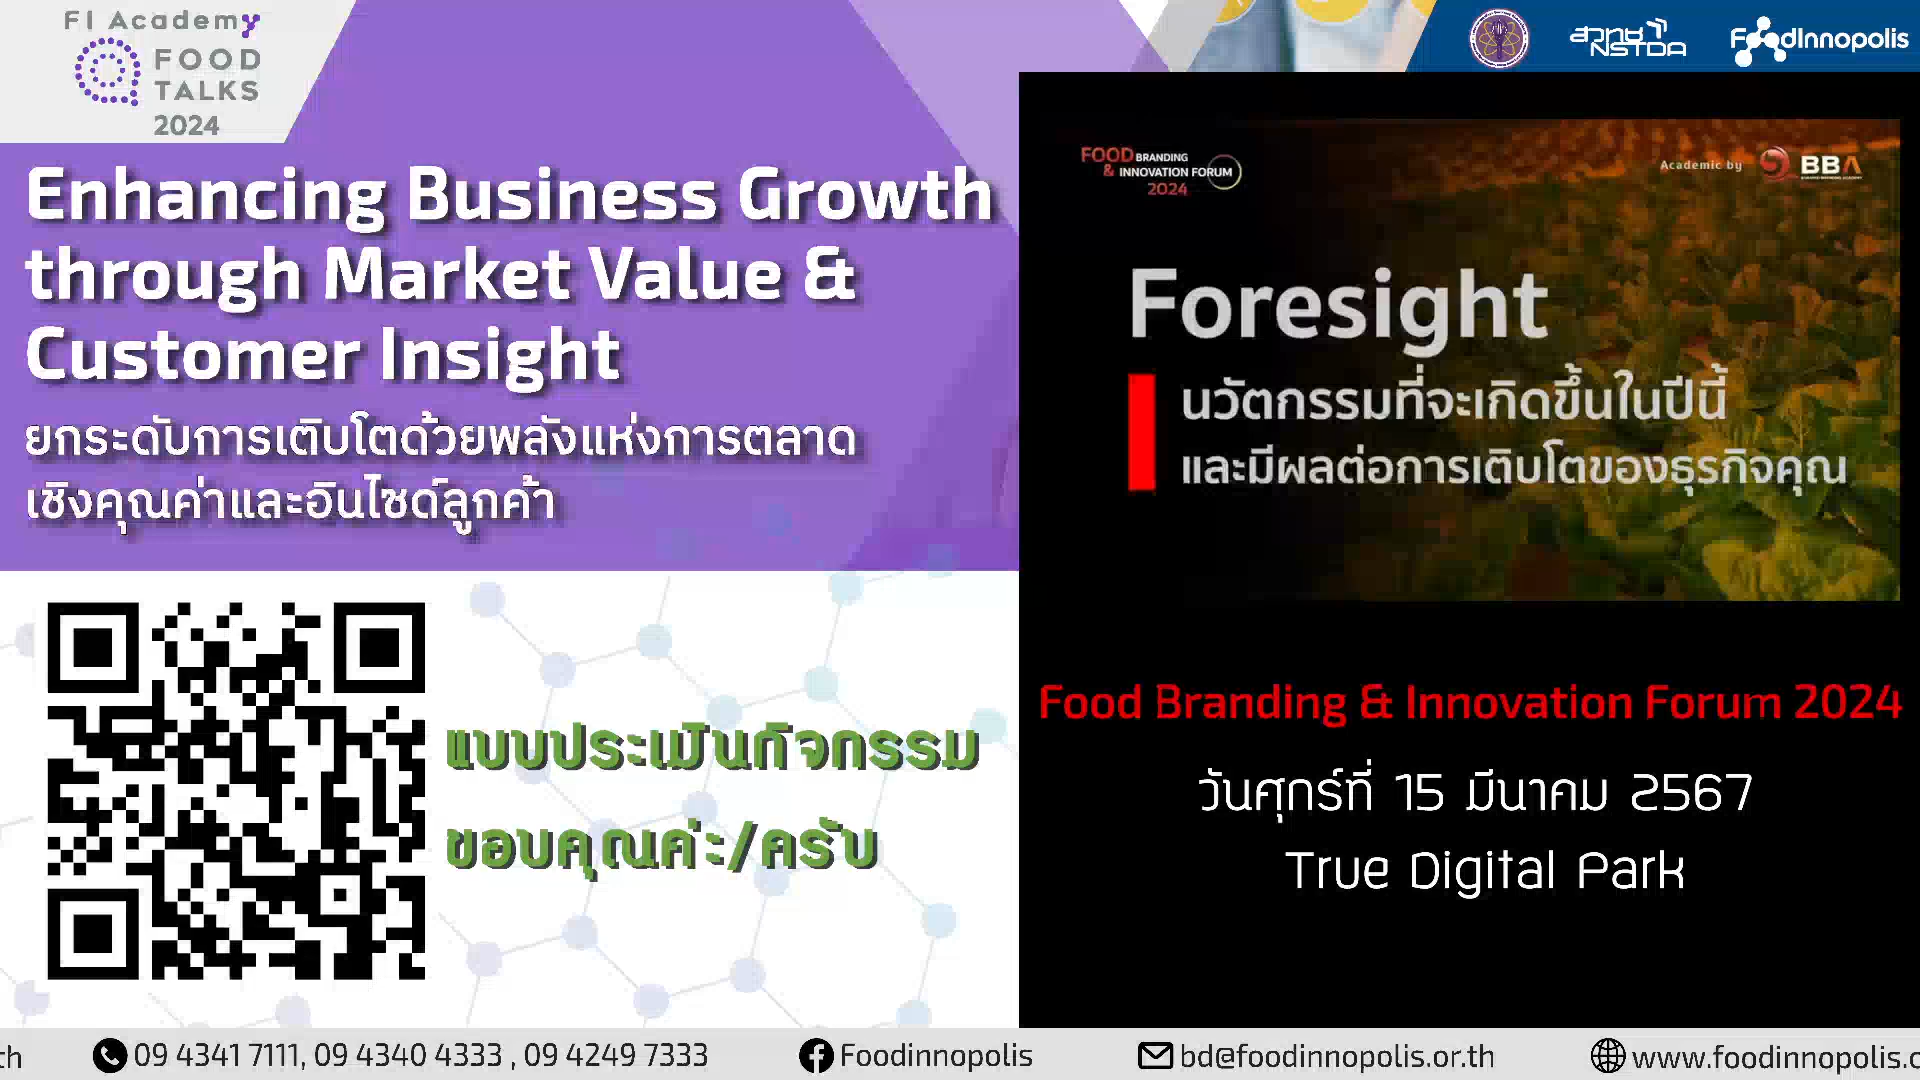 FI Academy
FOOD
TALKS
2024
สวทช
NSTDA
FoodInnopolis
Enhancing Business Growth
through Market Value &
Customer Insight
ยกระดับการเติบโตด้วยพลังแห่งการตลาด
เชิงคุณค่าและอินไซด์ลูกค้า
FOOD BRANDING
& INNOVATION FORUM
2024
Academic by
BBA
Foresight
นวัตกรรมที่จะเกิดขึ้นในปีนี้
และมีผลต่อการเติบโตของธุรกิจคุณ
แบบประเมินกิจกรรม
ขอบคุณค่ะ/ครับ
Food Branding & Innovation Forum 2024
วันศุกร์ที่ 15 มีนาคม 2567
True Digital Park
th
09 4341 7111, 09 4340 4333 , 09 4249 7333
Foodinnopolis
bd@foodinnopolis.or.th
www.foodinnopolis.o